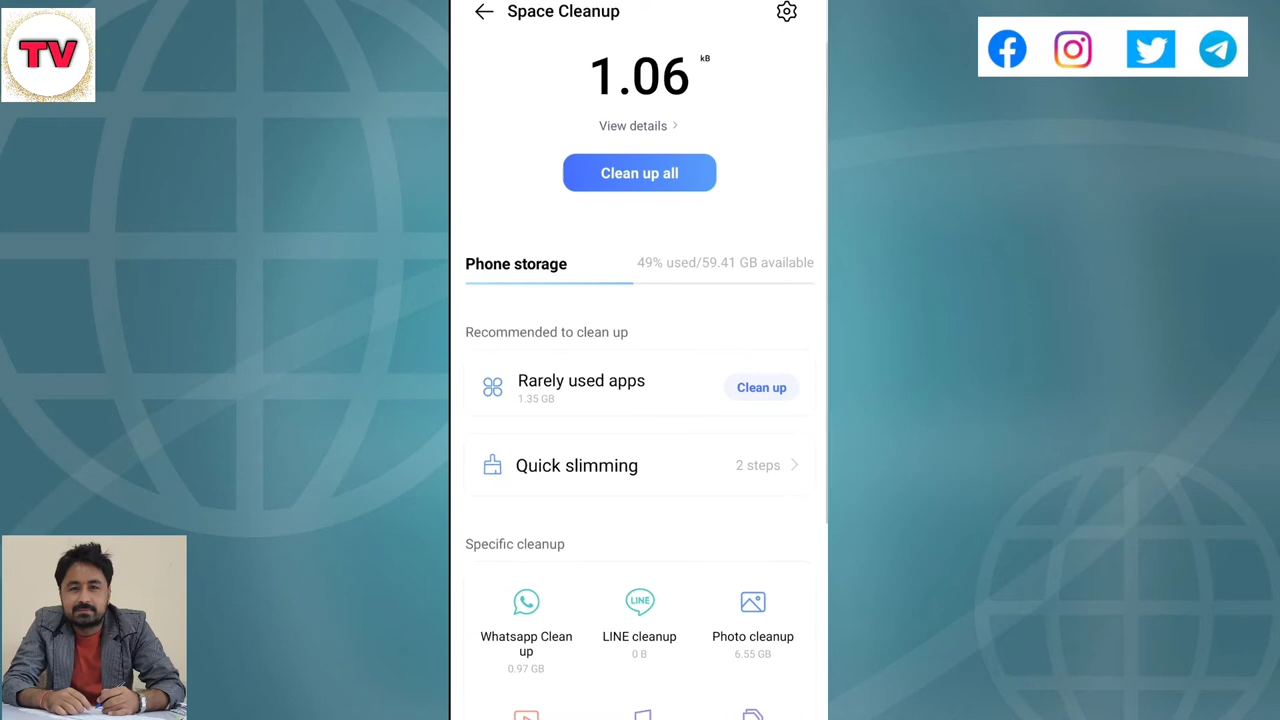 TV
Space Cleanup
1.06 kB
View details
Clean up all
Phone storage
49% used/59.41 GB available
Recommended to clean up
Rarely used apps
1.35 GB
Clean up
Quick slimming
2 steps
Specific cleanup
LINE
Whatsapp Clean
up
0.97 GB
LINE cleanup
0 B
Photo cleanup
6.55 GB